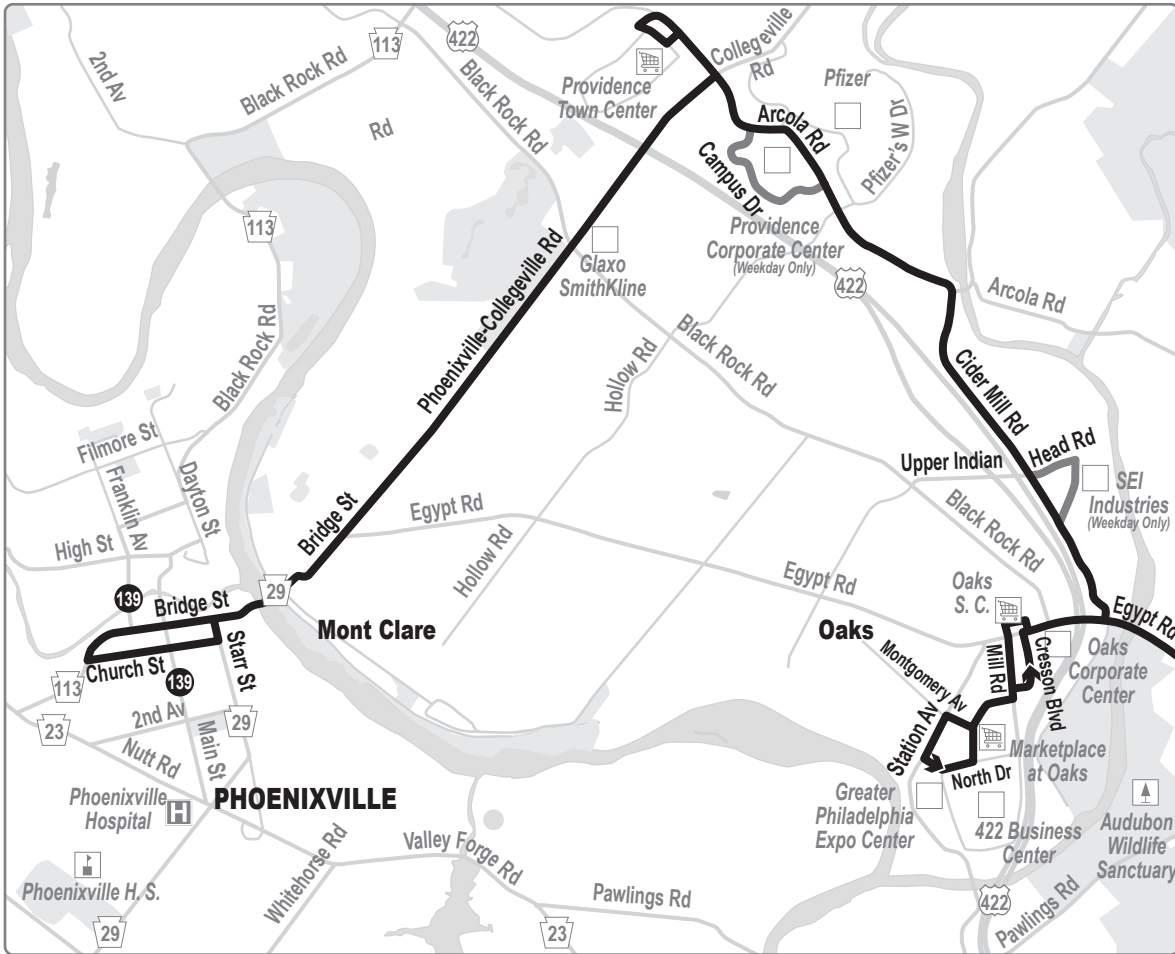 422
Collegeville
Rd
113
2nd Av
Black Rock Rd
Black Rock Rd
Providence
Town Center
Pfizer
Arcola Rd
Rd
Campus Dr
Pfizer's W Dr
113
Providence
Corporate Center
(Weekday Only)
Glaxo
SmithKline
422
Arcola Rd
Phoenixville-Collegeville Rd
Black Rock Rd
Hollow Rd
Black Rock Rd
Cider Mill Rd
Filmore St
Franklin Av
Dayton St
Head Rd
Upper Indian
SEI
Industries
(Weekday Only)
Bridge St
Egypt Rd
Black Rock Rd
High St
Hollow Rd
Egypt Rd
Oaks
S. C.
139
Bridge St
29
Mont Clare
Oaks
Egypt Rd
Church St
Starr St
Montgomery Av
Mill Rd
Cresson Blvd
Oaks
Corporate
Center
113
139
2nd Av
29
23
Main St
Station Av
Nutt Rd
North Dr
Marketplace
at Oaks
Phoenixville
Hospital
H
PHOENIXVILLE
Greater
Philadelphia
Expo Center
422 Business
Center
Audubon
Wildlife
Sanctuary
Valley Forge Rd
Whitehorse Rd
Phoenixville H. S.
Pawlings Rd
422
Pawlings Rd
29
23